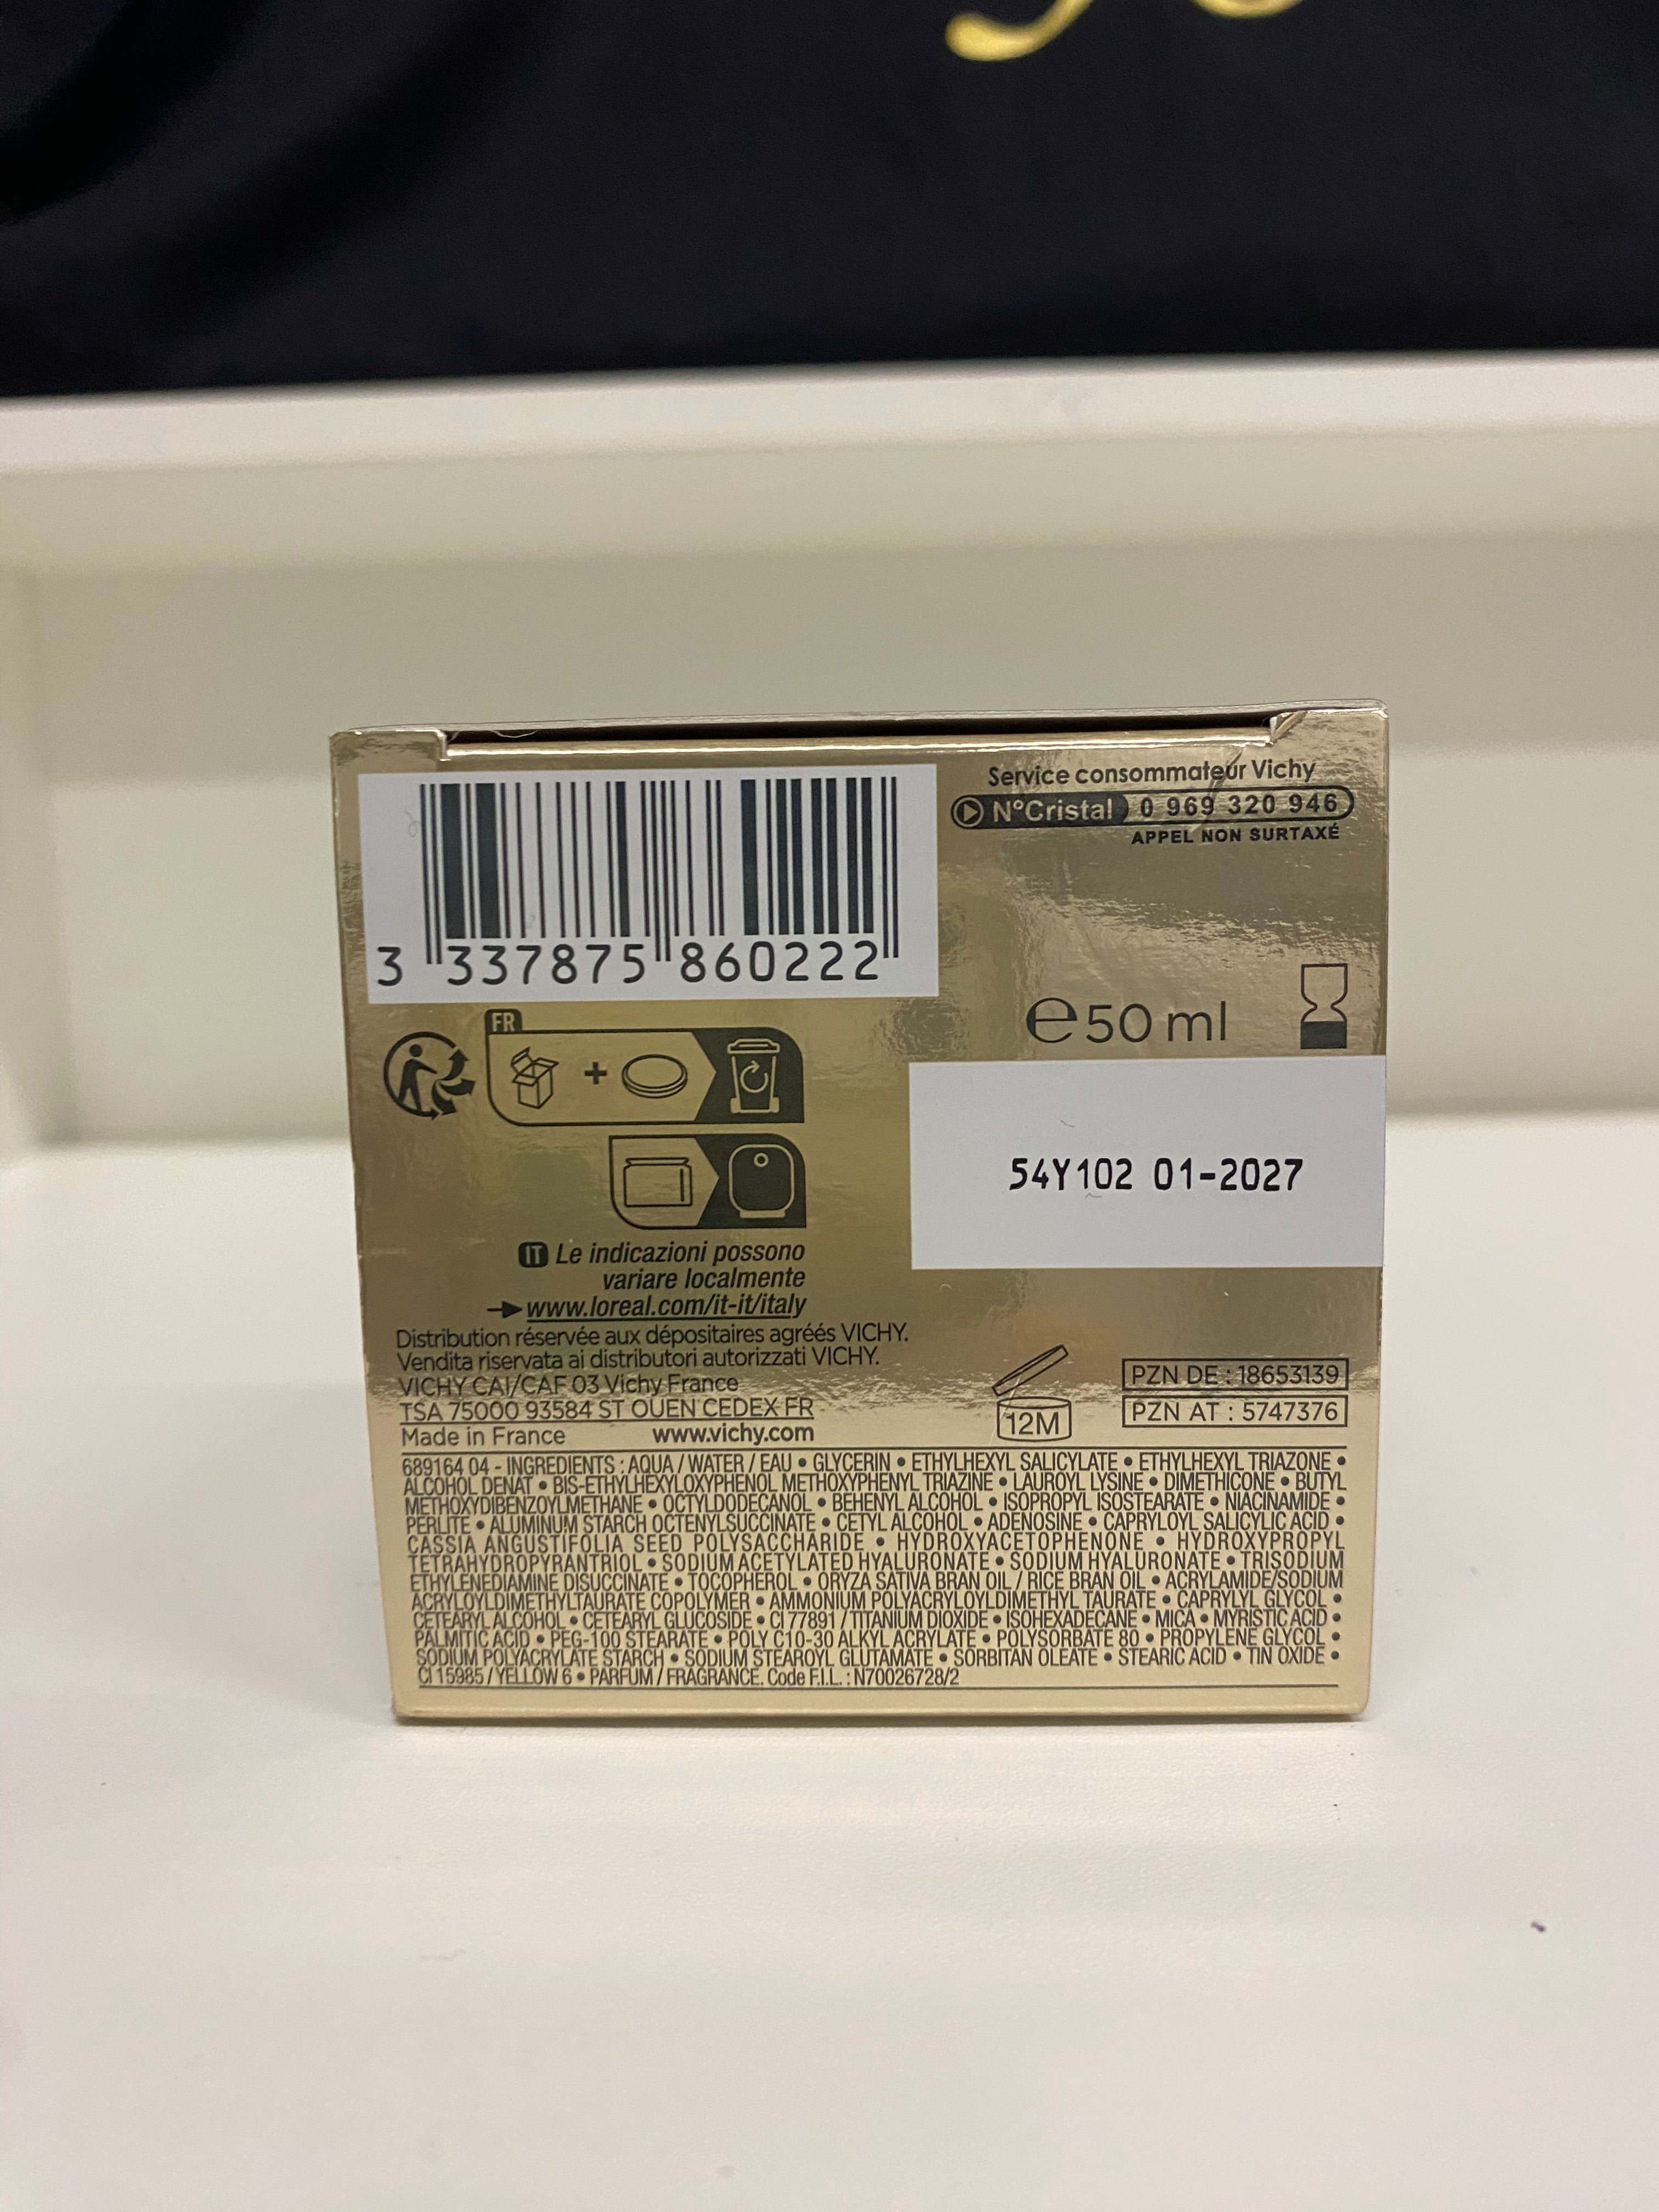 Service consommateur Vichy
N°Cristal 0 969 320 946
APPEL NON SURTAXÉ
3 337875 860222
℮50 ml
FR
54Y102 01-2027
IT Le indicazioni possono
variare localmente
www.loreal.com/it-it/italy
Distribution réservée aux dépositaires agréés VICHY.
Vendita riservata ai distributori autorizzati VICHY.
VICHY CAI/CAF 03 Vichy France
TSA 75000 93584 ST OUEN CEDEX FR
Made in France www.vichy.com
12M
PZN DE : 18653139
PZN AT : 5747376
689164 04 - INGREDIENTS : AQUA / WATER / EAU • GLYCERIN • ETHYLHEXYL SALICYLATE • ETHYLHEXYL TRIAZONE •
ALCOHOL DENAT • BIS-ETHYLHEXYLOXYPHENOL METHOXYPHENYL TRIAZINE • LAUROYL LYSINE • DIMETHICONE • BUTYL
METHOXYDIBENZOYLMETHANE • OCTYLDODECANOL • BEHENYL ALCOHOL • ISOPROPYL ISOSTEARATE • NIACINAMIDE •
PERLITE • ALUMINUM STARCH OCTENYLSUCCINATE • CETYL ALCOHOL • ADENOSINE • CAPRYLOYL SALICYLIC ACID •
CASSIA ANGUSTIFOLIA SEED POLYSACCHARIDE • HYDROXYACETOPHENONE • HYDROXYPROPYL
TETRAHYDROPYRANTRIOL • SODIUM ACETYLATED HYALURONATE • SODIUM HYALURONATE • TRISODIUM
ETHYLENEDIAMINE DISUCCINATE • TOCOPHEROL • ORYZA SATIVA BRAN OIL / RICE BRAN OIL • ACRYLAMIDE/SODIUM
ACRYLOYLDIMETHYLTAURATE COPOLYMER • AMMONIUM POLYACRYLOYLDIMETHYL TAURATE • CAPRYLYL GLYCOL •
CETEARYL ALCOHOL • CETEARYL GLUCOSIDE • CI 77891 / TITANIUM DIOXIDE • ISOHEXADECANE • MICA • MYRISTIC ACID •
PALMITIC ACID • PEG-100 STEARATE • POLY C10-30 ALKYL ACRYLATE • POLYSORBATE 80 • PROPYLENE GLYCOL •
SODIUM POLYACRYLATE STARCH • SODIUM STEAROYL GLUTAMATE • SORBITAN OLEATE • STEARIC ACID • TIN OXIDE •
CI 15985 / YELLOW 6 • PARFUM / FRAGRANCE. Code F.I.L. : N70026728/2